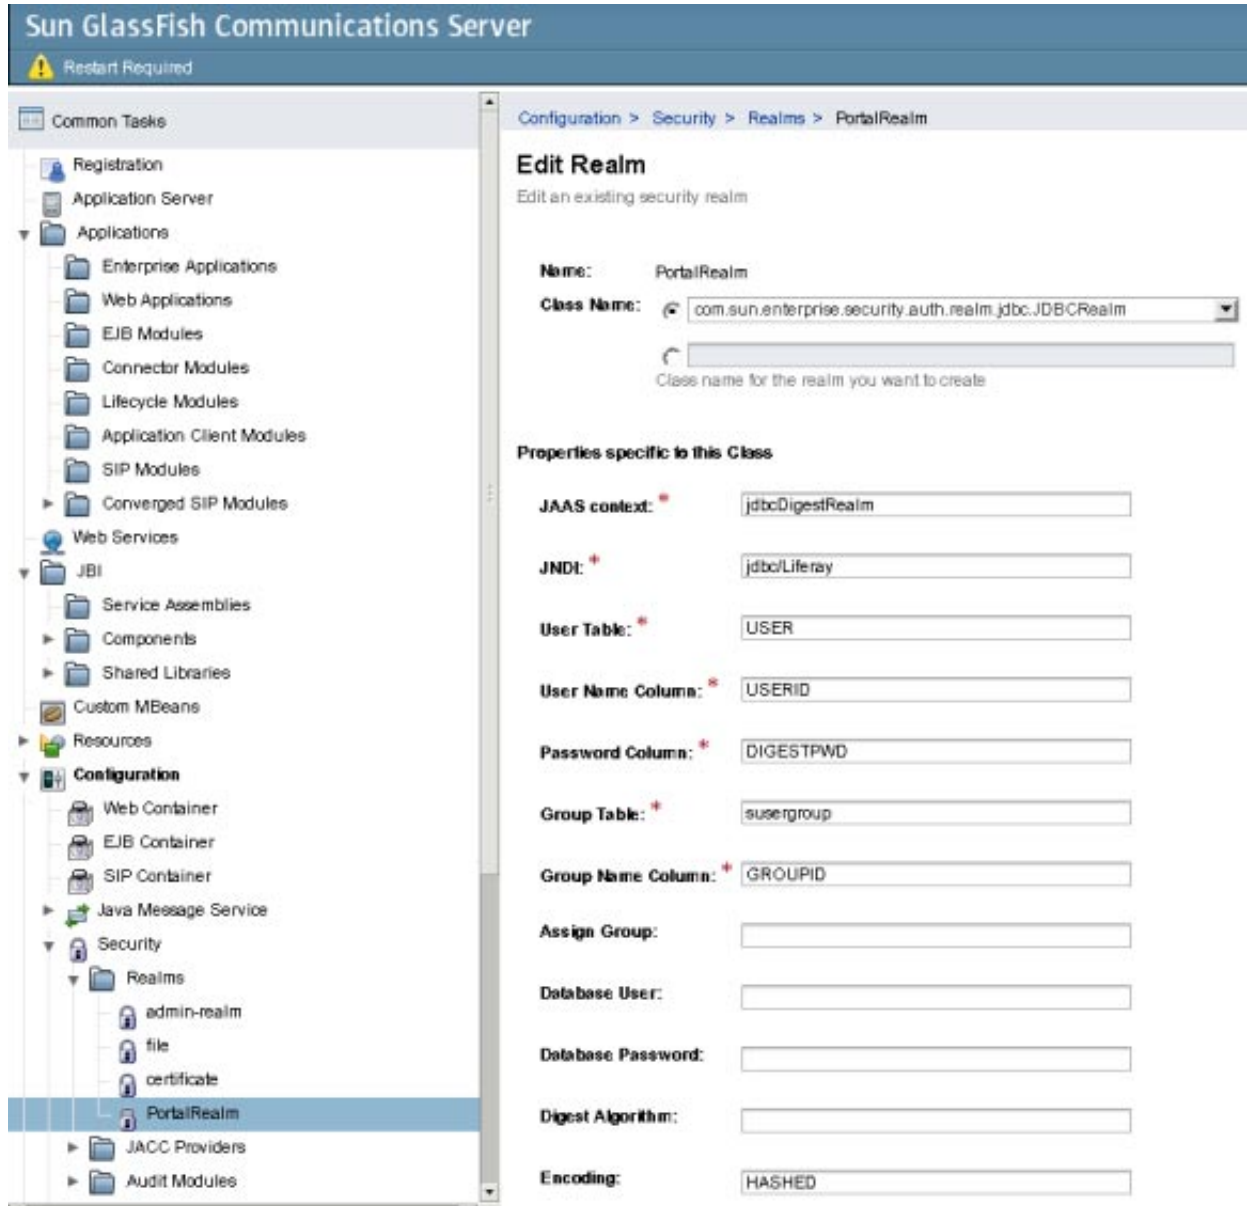 Sun GlassFish Communications Server
Restart Required
Common Tasks
Registration
Application Server
Applications
Enterprise Applications
Web Applications
EJB Modules
Connector Modules
Lifecycle Modules
Application Client Modules
SIP Modules
Converged SIP Modules
Web Services
JBI
Service Assemblies
Components
Shared Libraries
Custom MBeans
Resources
Configuration
Web Container
EJB Container
SIP Container
Java Message Service
Security
Realms
admin-realm
file
certificate
PortalRealm
JACC Providers
Audit Modules
Configuration > Security > Realms > PortalRealm
Edit Realm
Edit an existing security realm
Name: PortalRealm
Class Name: com.sun.enterprise.security.auth.realm.jdbc.JDBCRealm
Class name for the realm you want to create
Properties specific to this Class
JAAS context: * jdbcDigestRealm
JNDI: * jdbc/Liferay
User Table: * USER
User Name Column: * USERID
Password Column: * DIGESTPWD
Group Table: * susergroup
Group Name Column: * GROUPID
Assign Group:
Database User:
Database Password:
Digest Algorithm:
Encoding: HASHED